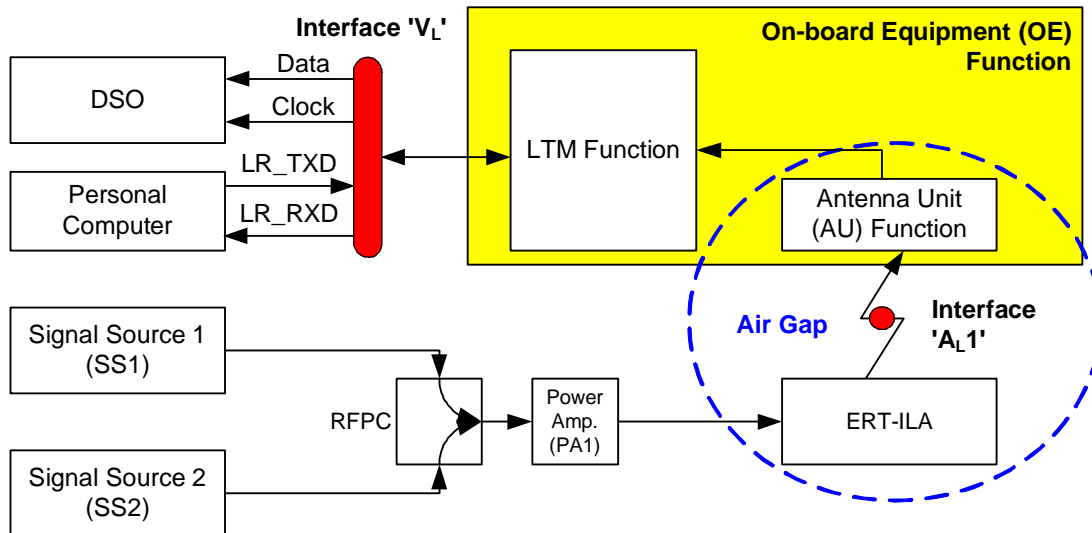 Interface 'VL'
On-board Equipment (OE)
Function
DSO
Data
Clock
LTM Function
Personal
Computer
LR_TXD
LR_RXD
Antenna Unit
(AU) Function
Air Gap
Interface
'AL1'
Signal Source 1
(SS1)
RFPC
Power
Amp.
(PA1)
ERT-ILA
Signal Source 2
(SS2)